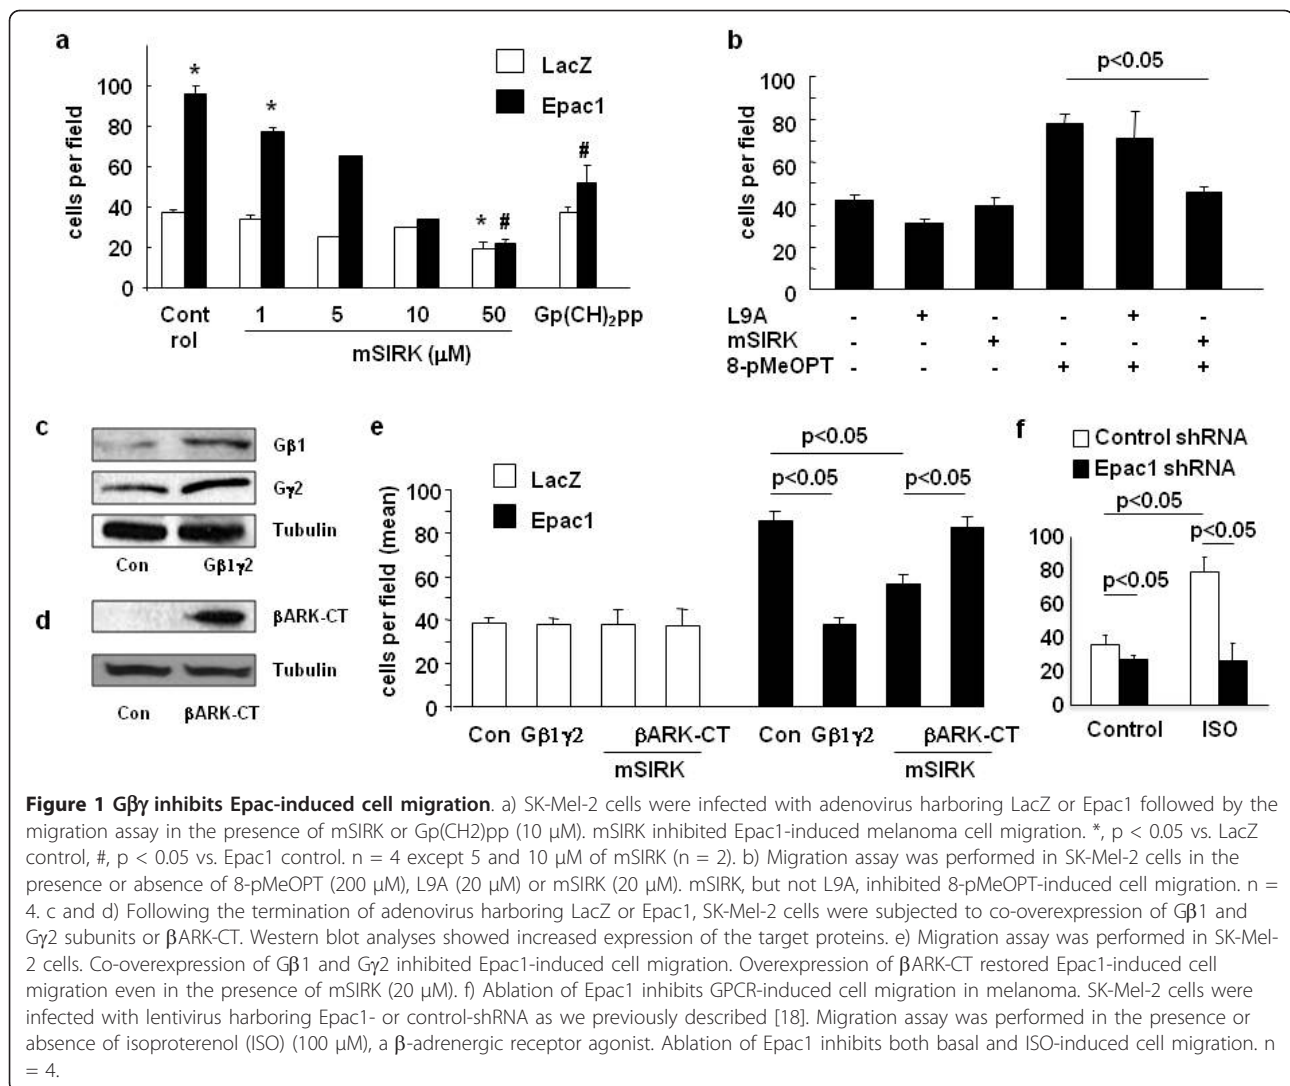 a
LacZ
Epac1
cells per field
100
80
60
40
20
0
*
*
*
#
#
Cont
rol
1
5
10
50
Gp(CH)₂pp
mSIRK (μM)
b
p<0.05
cells per field
100
80
60
40
20
0
L9A - + - - + -
mSIRK - - + - - +
8-pMeOPT - - - + + +
c
Gβ1
Gγ2
Tubulin
Con Gβ1γ2
d
βARK-CT
Tubulin
Con βARK-CT
e
LacZ
Epac1
cells per field (mean)
100
80
60
40
20
0
p<0.05
p<0.05 p<0.05
Con Gβ1γ2 βARK-CT Con Gβ1γ2 βARK-CT
mSIRK mSIRK
f
Control shRNA
Epac1 shRNA
p<0.05
p<0.05
p<0.05
100
80
60
40
20
0
Control ISO
Figure 1 Gβγ inhibits Epac-induced cell migration. a) SK-Mel-2 cells were infected with adenovirus harboring LacZ or Epac1 followed by the
migration assay in the presence of mSIRK or Gp(CH2)pp (10 μM). mSIRK inhibited Epac1-induced melanoma cell migration. *, p < 0.05 vs. LacZ
control, #, p < 0.05 vs. Epac1 control. n = 4 except 5 and 10 μM of mSIRK (n = 2). b) Migration assay was performed in SK-Mel-2 cells in the
presence or absence of 8-pMeOPT (200 μM), L9A (20 μM) or mSIRK (20 μM). mSIRK, but not L9A, inhibited 8-pMeOPT-induced cell migration. n =
4. c and d) Following the termination of adenovirus harboring LacZ or Epac1, SK-Mel-2 cells were subjected to co-overexpression of Gβ1 and
Gγ2 subunits or βARK-CT. Western blot analyses showed increased expression of the target proteins. e) Migration assay was performed in SK-Mel-
2 cells. Co-overexpression of Gβ1 and Gγ2 inhibited Epac1-induced cell migration. Overexpression of βARK-CT restored Epac1-induced cell
migration even in the presence of mSIRK (20 μM). f) Ablation of Epac1 inhibits GPCR-induced cell migration in melanoma. SK-Mel-2 cells were
infected with lentivirus harboring Epac1- or control-shRNA as we previously described [18]. Migration assay was performed in the presence or
absence of isoproterenol (ISO) (100 μM), a β-adrenergic receptor agonist. Ablation of Epac1 inhibits both basal and ISO-induced cell migration. n
= 4.